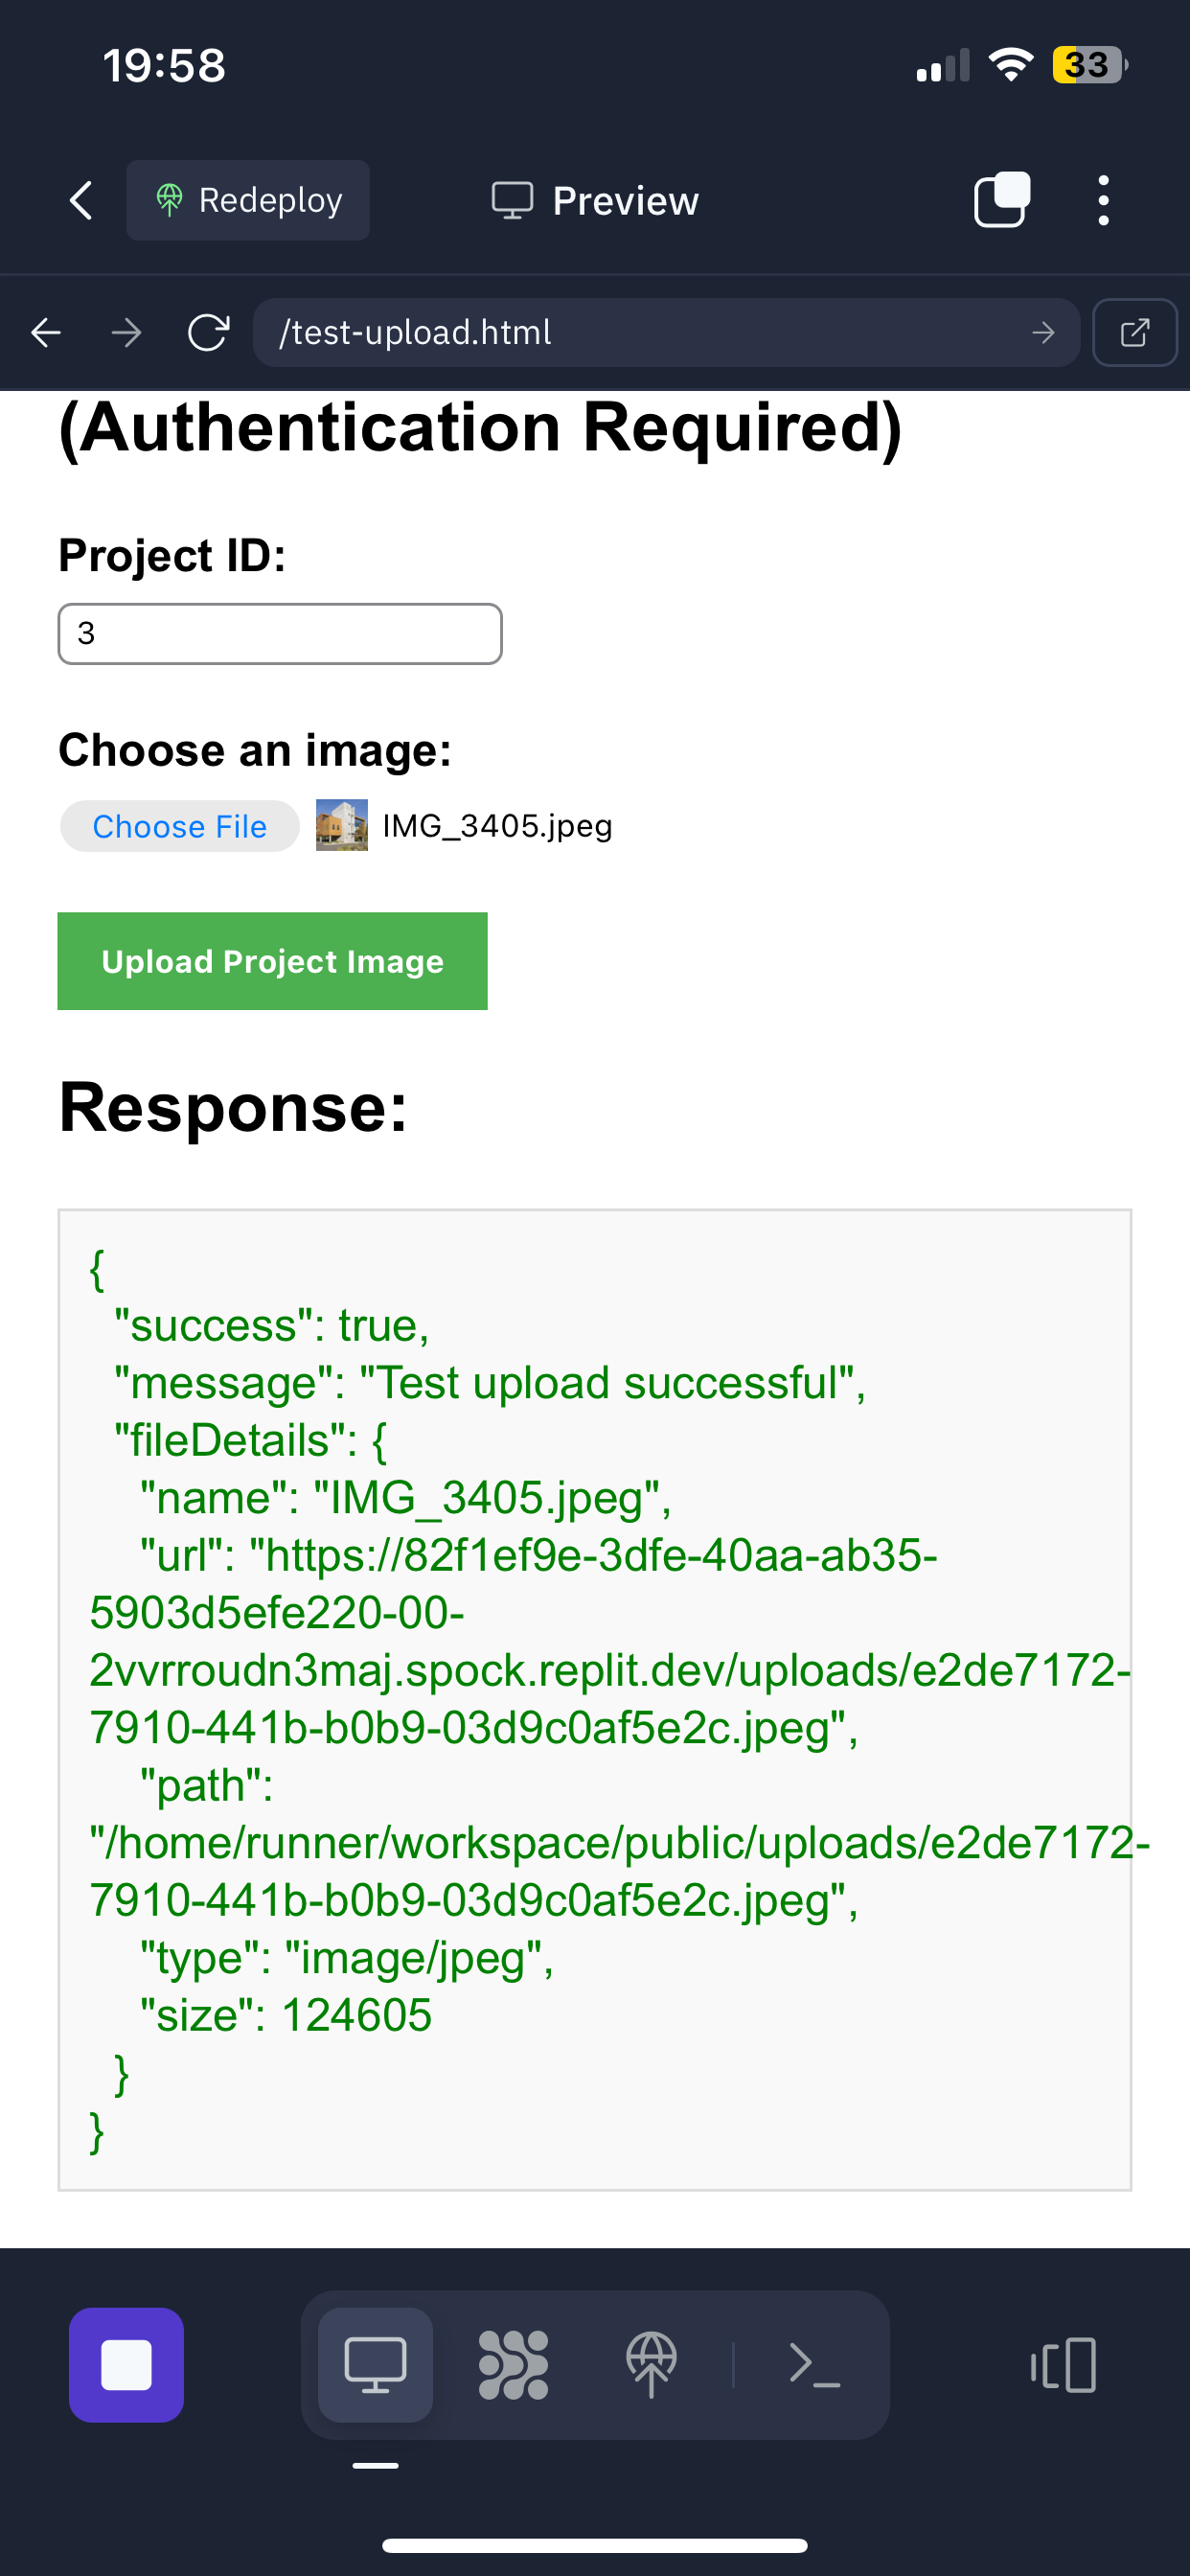 19:58
33
Redeploy
Preview
/test-upload.html
(Authentication Required)
Project ID:
3
Choose an image:
Choose File
IMG_3405.jpeg
Upload Project Image
Response:
{
"success": true,
"message": "Test upload successful",
"fileDetails": {
"name": "IMG_3405.jpeg",
"url": "https://82f1ef9e-3dfe-40aa-ab35-
5903d5efe220-00-
2vvrroudn3maj.spock.replit.dev/uploads/e2de7172-
7910-441b-b0b9-03d9c0af5e2c.jpeg",
"path":
"/home/runner/workspace/public/uploads/e2de7172-
7910-441b-b0b9-03d9c0af5e2c.jpeg",
"type": "image/jpeg",
"size": 124605
}
}